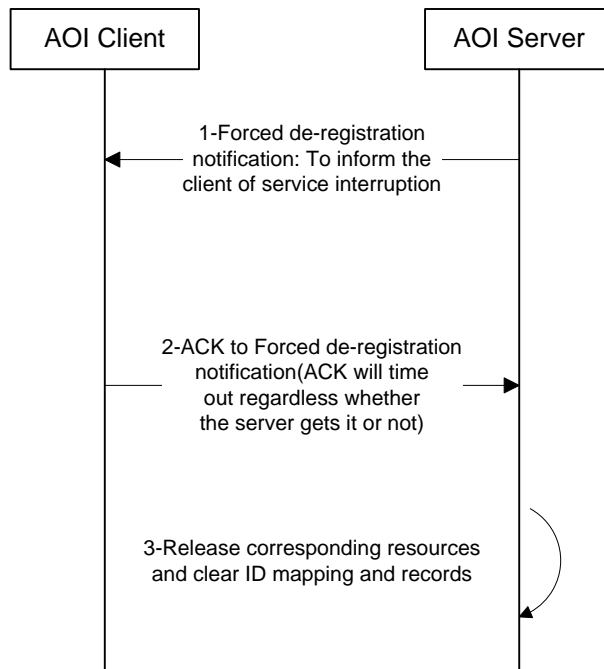 AOI Client
AOI Server
1-Forced de-registration
notification: To inform the
client of service interruption
2-ACK to Forced de-registration
notification(ACK will time
out regardless whether
the server gets it or not)
3-Release corresponding resources
and clear ID mapping and records